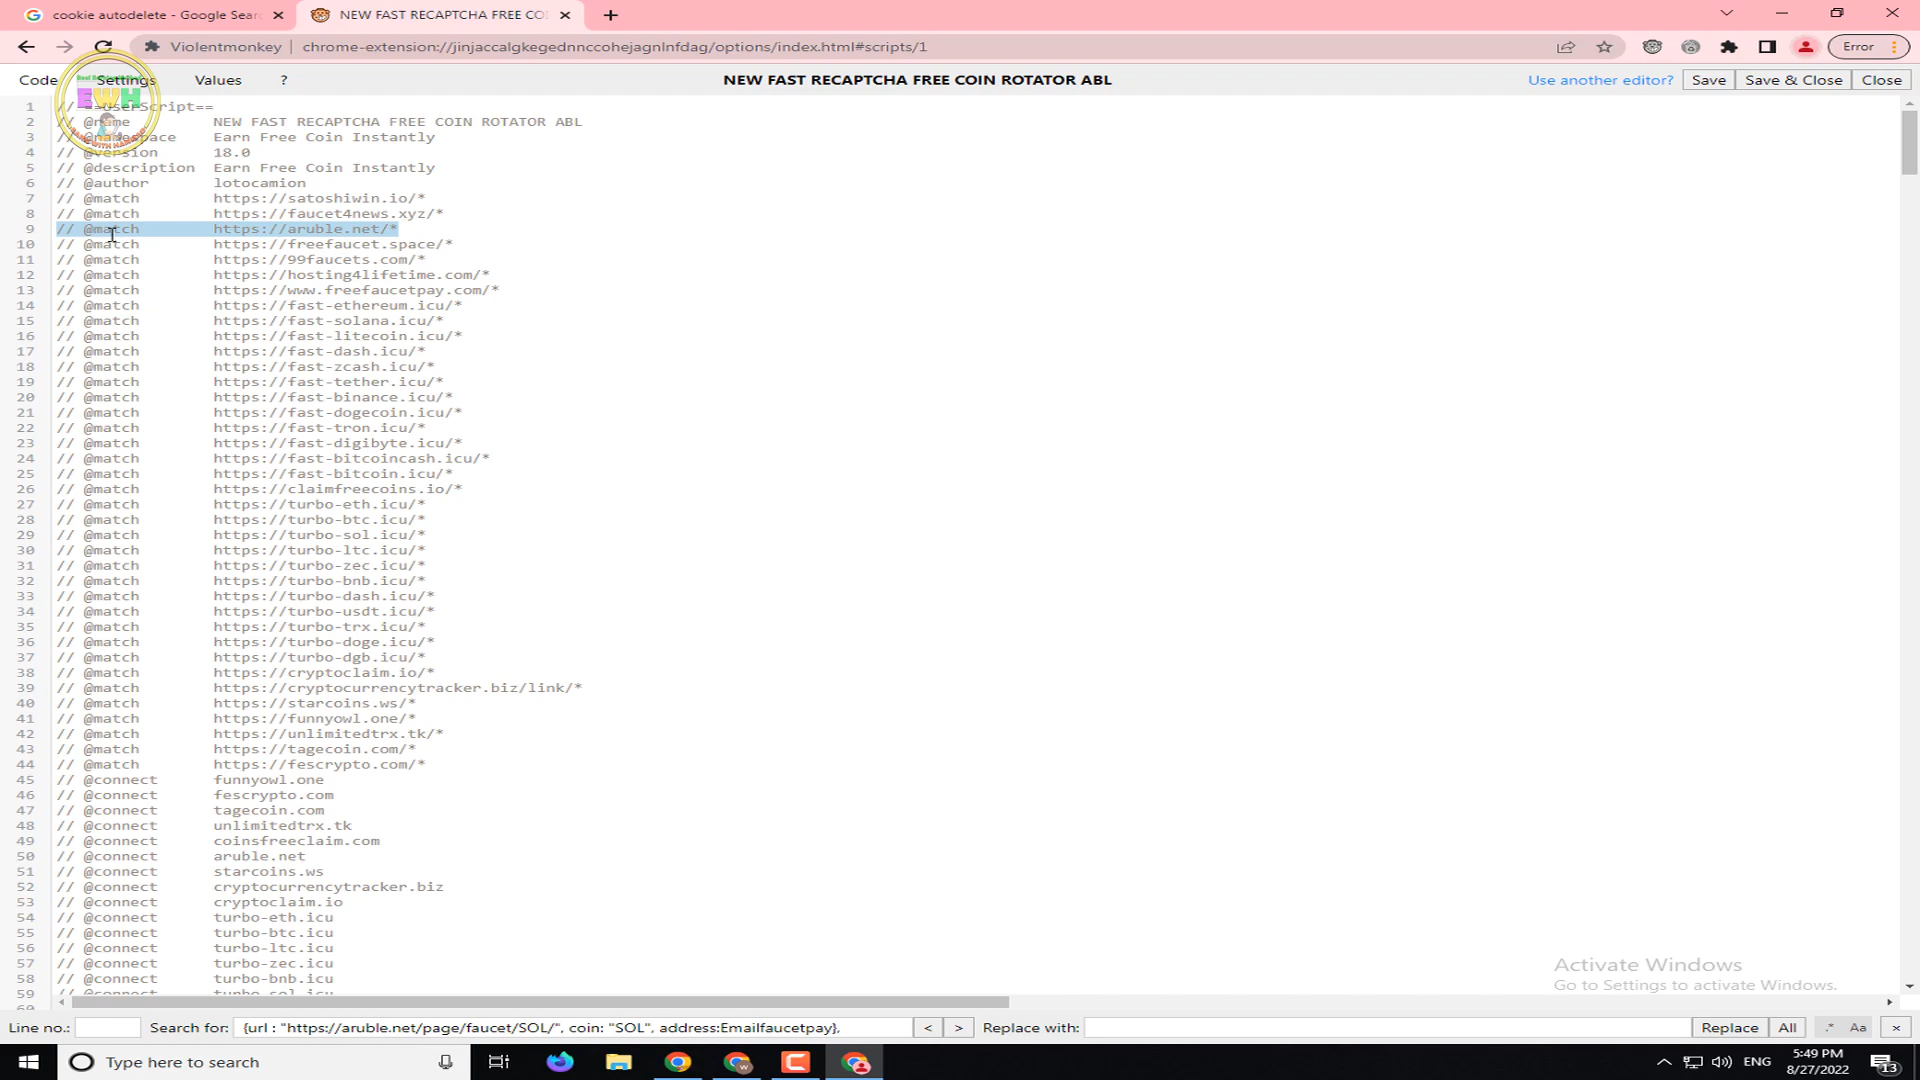 cookie autodelete - Google Sear
NEW FAST RECAPTCHA FREE COI
Violentmonkey | chrome-extension://jinjaccalgkegednnccohejagnlnfdag/options/index.html#scripts/1
Error
Code Settings Values ?
NEW FAST RECAPTCHA FREE COIN ROTATOR ABL
Use another editor? Save Save & Close Close
EWH
1 // ==UserScript==
2 // @name NEW FAST RECAPTCHA FREE COIN ROTATOR ABL
3 // @namespace Earn Free Coin Instantly
4 // @version 18.0
5 // @description Earn Free Coin Instantly
6 // @author lotocamion
7 // @match https://satoshiwin.io/*
8 // @match https://faucet4news.xyz/*
9 // @match https://aruble.net/*
10 // @match https://freefaucet.space/*
11 // @match https://99faucets.com/*
12 // @match https://hosting4lifetime.com/*
13 // @match https://www.freefaucetpay.com/*
14 // @match https://fast-ethereum.icu/*
15 // @match https://fast-solana.icu/*
16 // @match https://fast-litecoin.icu/*
17 // @match https://fast-dash.icu/*
18 // @match https://fast-zcash.icu/*
19 // @match https://fast-tether.icu/*
20 // @match https://fast-binance.icu/*
21 // @match https://fast-dogecoin.icu/*
22 // @match https://fast-tron.icu/*
23 // @match https://fast-digibyte.icu/*
24 // @match https://fast-bitcoincash.icu/*
25 // @match https://fast-bitcoin.icu/*
26 // @match https://claimfreecoins.io/*
27 // @match https://turbo-eth.icu/*
28 // @match https://turbo-btc.icu/*
29 // @match https://turbo-sol.icu/*
30 // @match https://turbo-ltc.icu/*
31 // @match https://turbo-zec.icu/*
32 // @match https://turbo-bnb.icu/*
33 // @match https://turbo-dash.icu/*
34 // @match https://turbo-usdt.icu/*
35 // @match https://turbo-trx.icu/*
36 // @match https://turbo-doge.icu/*
37 // @match https://turbo-dgb.icu/*
38 // @match https://cryptoclaim.io/*
39 // @match https://cryptocurrencytracker.biz/link/*
40 // @match https://starcoins.ws/*
41 // @match https://funnyowl.one/*
42 // @match https://unlimitedtrx.tk/*
43 // @match https://tagecoin.com/*
44 // @match https://fescrypto.com/*
45 // @connect funnyowl.one
46 // @connect fescrypto.com
47 // @connect tagecoin.com
48 // @connect unlimitedtrx.tk
49 // @connect coinsfreeclaim.com
50 // @connect aruble.net
51 // @connect starcoins.ws
52 // @connect cryptocurrencytracker.biz
53 // @connect cryptoclaim.io
54 // @connect turbo-eth.icu
55 // @connect turbo-btc.icu
56 // @connect turbo-ltc.icu
57 // @connect turbo-zec.icu
58 // @connect turbo-bnb.icu
59 // @connect turbo-sol.icu
60
Activate Windows
Go to Settings to activate Windows.
Line no.: Search for: {url : "https://aruble.net/page/faucet/SOL/", coin: "SOL", address:Emailfaucetpay}, < > Replace with: Replace All .* Aa ×
Type here to search
ENG
5:49 PM
8/27/2022
13